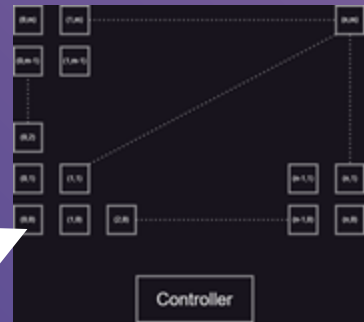 (0,m) (1,m) (n,m)
(0,m-1) (1,m-1)
(0,2)
(0,1) (1,1) (n-1,1) (n,1)
(0,0) (1,0) (2,0) (n-1,0) (n,0)
Controller